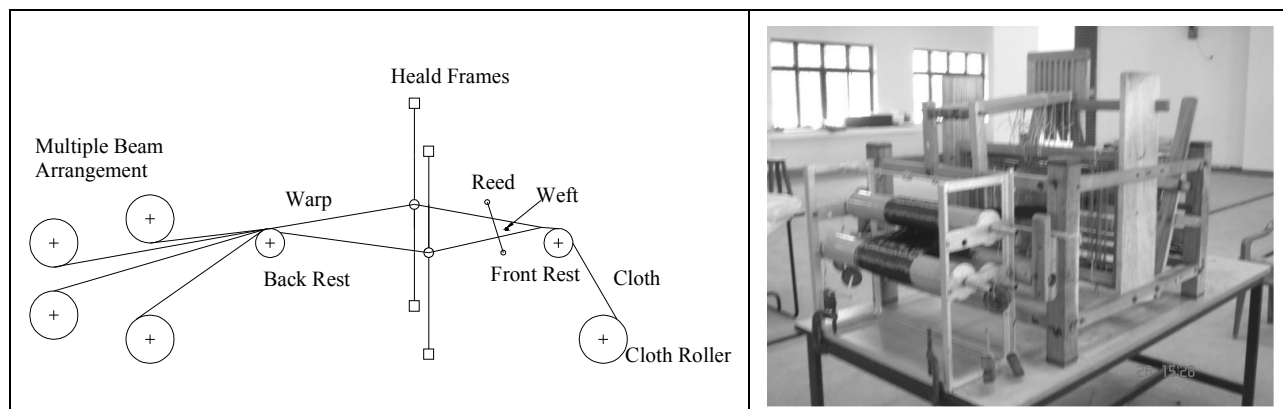 Heald Frames
Multiple Beam
Arrangement
Warp
Reed
Weft
Back Rest
Front Rest
Cloth
Cloth Roller